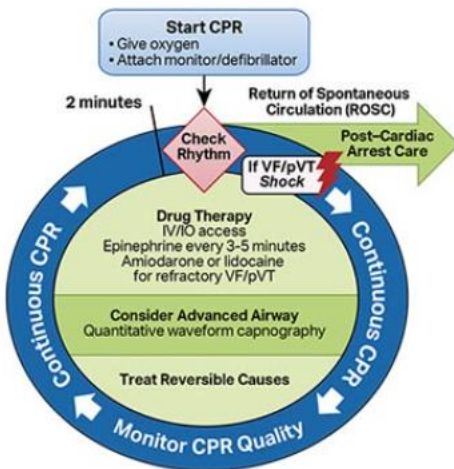 Start CPR
• Give oxygen
• Attach monitor/defibrillator
2 minutes
Return of Spontaneous
Circulation (ROSC)
Check
Rhythm
Post–Cardiac
Arrest Care
If VF/pVT
Shock
Drug Therapy
IV/IO access
Epinephrine every 3-5 minutes
Amiodarone or lidocaine
for refractory VF/pVT
Consider Advanced Airway
Quantitative waveform capnography
Treat Reversible Causes
Continuous CPR
Continuous CPR
Monitor CPR Quality